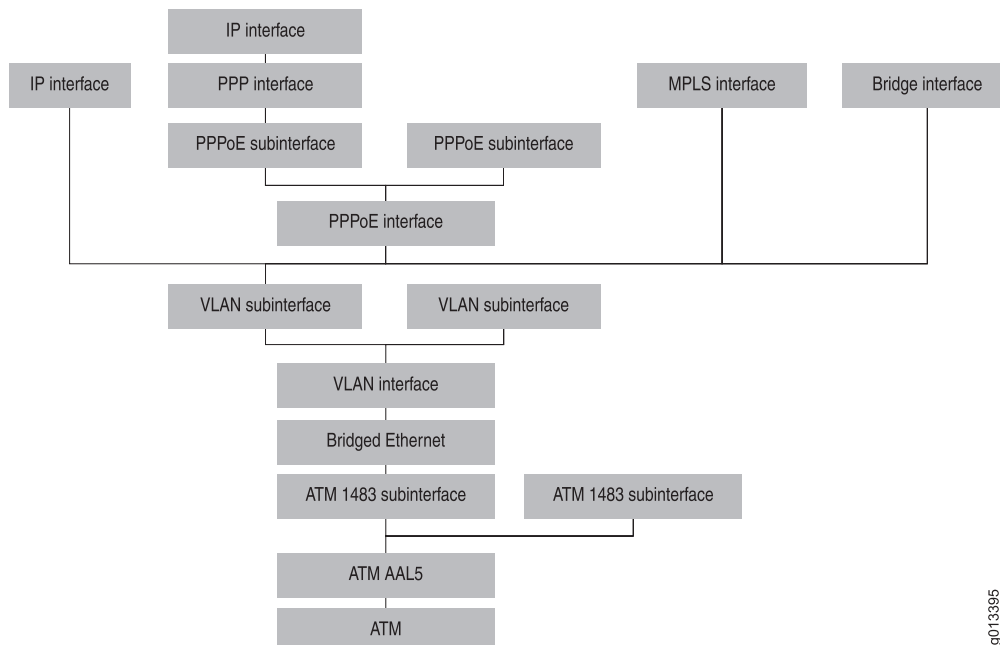 IP interface
IP interface
PPP interface
MPLS interface
Bridge interface
PPPoE subinterface
PPPoE subinterface
PPPoE interface
VLAN subinterface
VLAN subinterface
VLAN interface
Bridged Ethernet
ATM 1483 subinterface
ATM 1483 subinterface
ATM AAL5
ATM
g013395